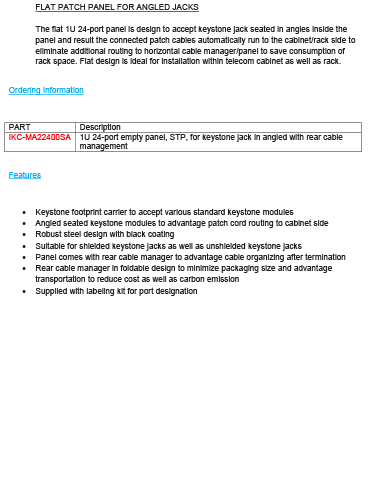 FLAT PATCH PANEL FOR ANGLED JACKS
The flat 1U 24-port panel is design to accept keystone jack seated in angles inside the
panel and result the connected patch cables automatically run to the cabinet/rack side to
eliminate additional routing to horizontal cable manager/panel to save consumption of
rack space. Flat design is ideal for installation within telecom cabinet as well as rack.
Ordering Information
PART Description
IKC-MA22400SA 1U 24-port empty panel, STP, for keystone jack in angled with rear cable
management
Features
• Keystone footprint carrier to accept various standard keystone modules
• Angled seated keystone modules to advantage patch cord routing to cabinet side
• Robust steel design with black coating
• Suitable for shielded keystone jacks as well as unshielded keystone jacks
• Panel comes with rear cable manager to advantage cable organizing after termination
• Rear cable manager in foldable design to minimize packaging size and advantage
transportation to reduce cost as well as carbon emission
• Supplied with labeling kit for port designation